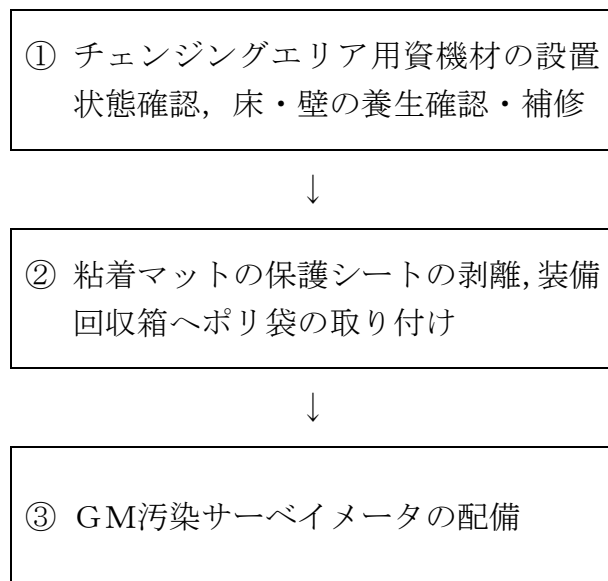 ① チェンジングエリア用資機材の設置
状態確認，床・壁の養生確認・補修
↓
② 粘着マットの保護シートの剥離,装備
回収箱へポリ袋の取り付け
↓
③ ＧＭ汚染サーベイメータの配備